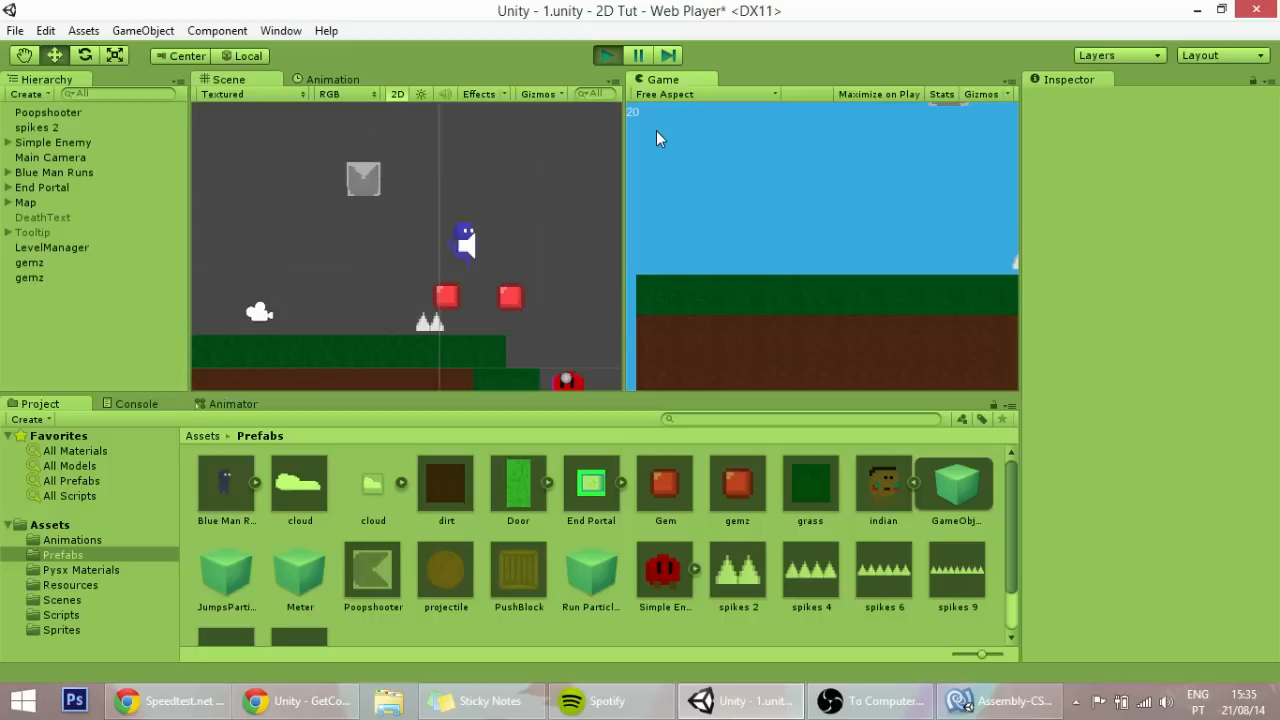 Unity - 1.unity - 2D Tut - Web Player* <DX11>
File Edit Assets GameObject Component Window Help
Center Local Layers Layout
Hierarchy
Create All
Poopshooter
spikes 2
Simple Enemy
Main Camera
Blue Man Runs
End Portal
Map
DeathText
Tooltip
LevelManager
gemz
gemz
Scene Animation
Textured RGB 2D Effects Gizmos All
Game
Free Aspect Maximize on Play Stats Gizmos
20
Inspector
Project Console Animator
Create
Favorites
All Materials
All Models
All Prefabs
All Scripts
Assets
Animations
Prefabs
Pysx Materials
Resources
Scenes
Scripts
Sprites
Assets Prefabs
Blue Man R... cloud cloud dirt Door End Portal Gem gemz grass indian GameObj...
JumpsParti... Meter Poopshooter projectile PushBlock Run Particl... Simple En... spikes 2 spikes 4 spikes 6 spikes 9
Ps Speedtest.net ... Unity - GetCo... Sticky Notes Spotify Unity - 1.unit... To Computer... Assembly-CS...
ENG 15:35
PT 21/08/14